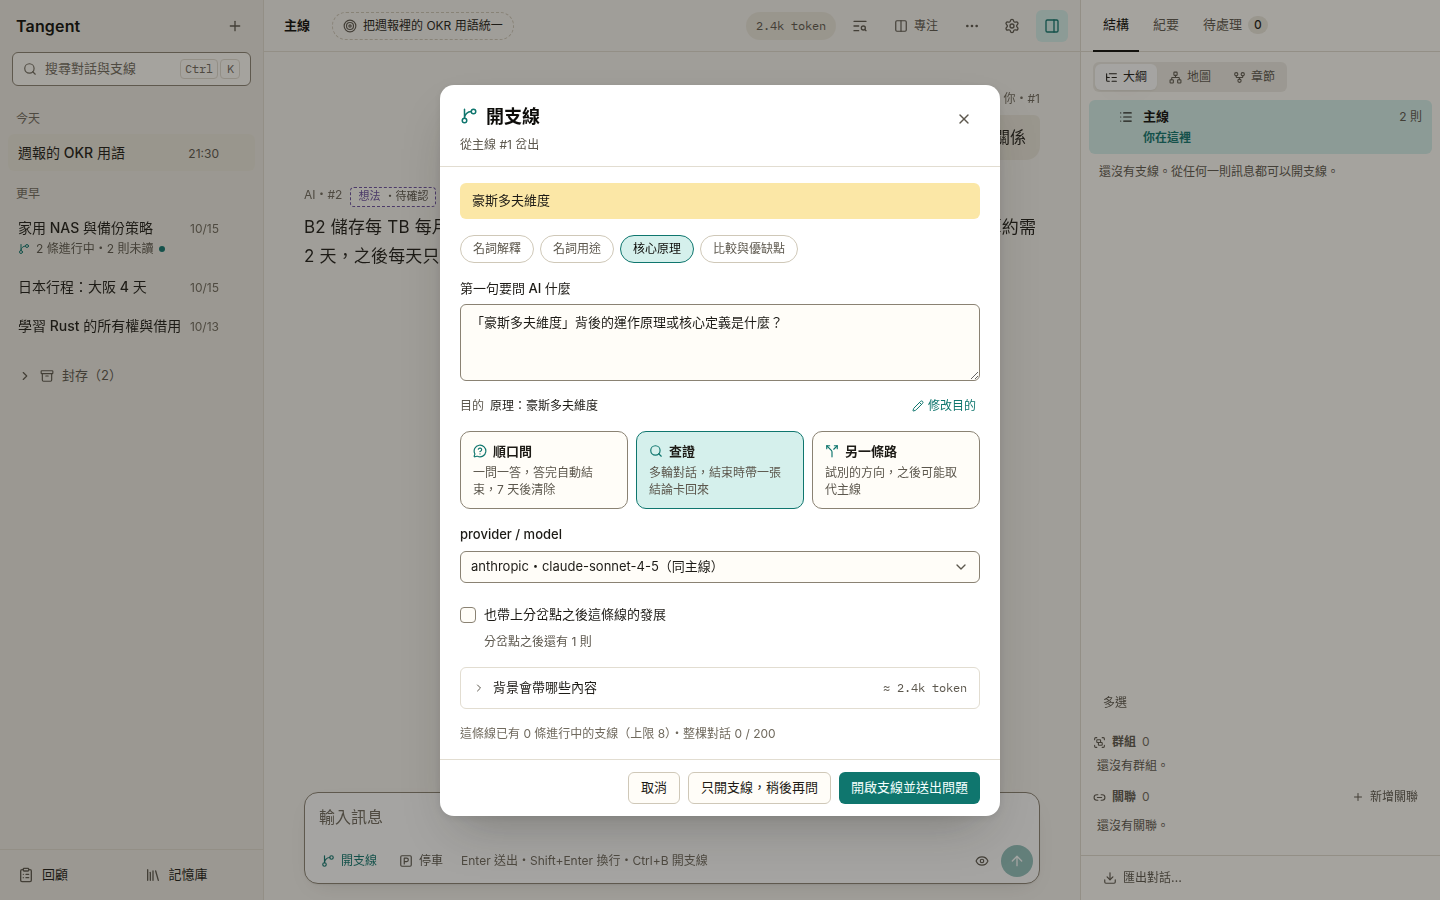 Tangent
搜尋對話與支線
Ctrl K
今天
週報的 OKR 用語 21:30
更早
家用 NAS 與備份策略 10/15
2 條進行中・2 則未讀
日本行程：大阪 4 天 10/15
學習 Rust 的所有權與借用 10/13
封存（2）
回顧
記憶庫
主線
把週報裡的 OKR 用語統一
2.4k token
專注
你・#1
關係
AI・#2 想法・待確認
B2 儲存每 TB 每月
約需
2 天，之後每天只
開支線
從主線 #1 岔出
豪斯多夫維度
名詞解釋
名詞用途
核心原理
比較與優缺點
第一句要問 AI 什麼
「豪斯多夫維度」背後的運作原理或核心定義是什麼？
目的 原理：豪斯多夫維度
修改目的
順口問
一問一答，答完自動結
束，7 天後清除
查證
多輪對話，結束時帶一張
結論卡回來
另一條路
試別的方向，之後可能取
代主線
provider / model
anthropic・claude-sonnet-4-5（同主線）
也帶上分岔點之後這條線的發展
分岔點之後還有 1 則
背景會帶哪些內容
≈ 2.4k token
這條線已有 0 條進行中的支線（上限 8）・整棵對話 0 / 200
取消
只開支線，稍後再問
開啟支線並送出問題
輸入訊息
開支線
停車
Enter 送出・Shift+Enter 換行・Ctrl+B 開支線
結構
紀要
待處理 0
大綱
地圖
章節
主線 2 則
你在這裡
還沒有支線。從任何一則訊息都可以開支線。
多選
群組 0
還沒有群組。
關聯 0
新增關聯
還沒有關聯。
匯出對話...